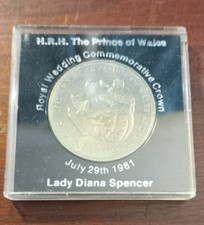 H.R.H. The Prince of Wales
Royal Wedding Commemorative Crown
July 29th 1981
Lady Diana Spencer